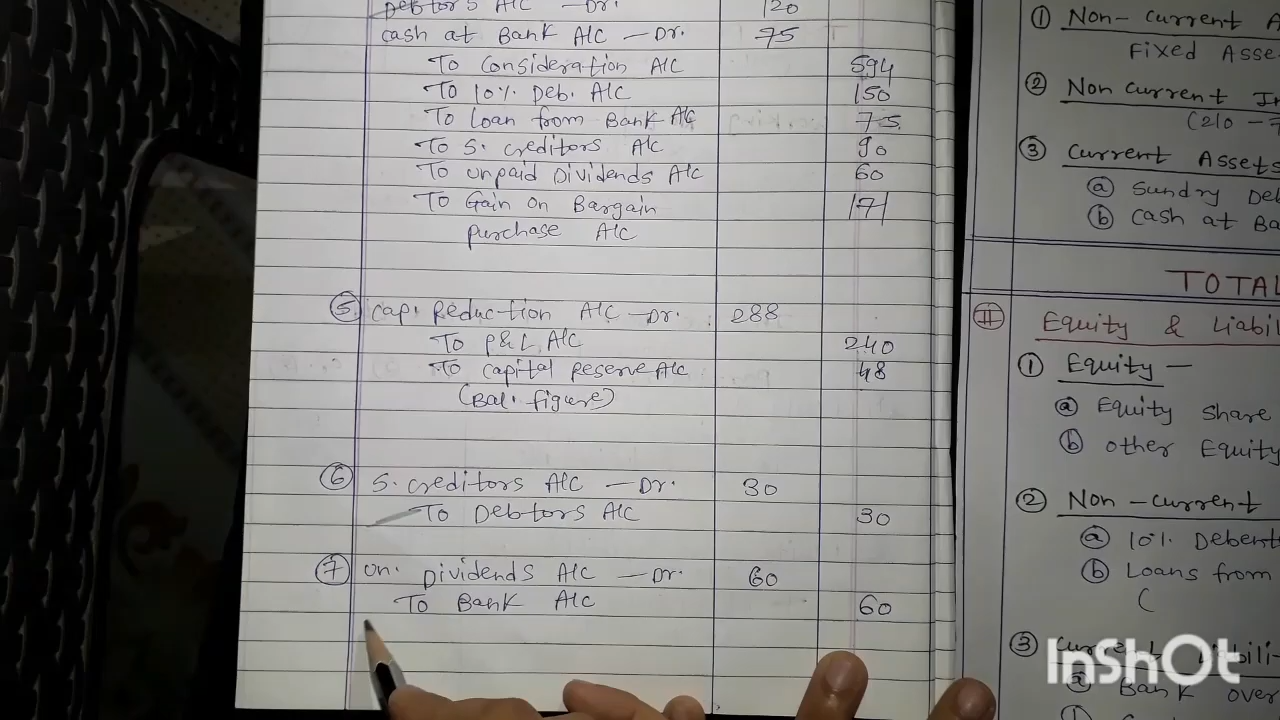 Debtors A/C — Dr. 120
cash at Bank A/C — Dr. 75
To Consideration A/C 594
To 10% Deb. A/C 150
To Loan from Bank A/C 75
To S. creditors A/C 90
To unpaid Dividends A/C 60
To Gain on Bargain 171
purchase A/C
⑤ Cap. Reduction A/C — Dr. 288
To P&L A/C 240
To capital Reserve A/C 48
(Bal. figure)
⑥ S. creditors A/C — Dr. 30
To Debtors A/C 30
⑦ un. Dividends A/C — Dr. 60
To Bank A/C 60
① Non-current A
Fixed Asse
② Non current In
(210 -
③ Current Assets
ⓐ Sundry De
ⓑ Cash at Ba
TOTAL
Ⅱ Equity & Liabil
① Equity —
ⓐ Equity Share
ⓑ other Equity
② Non-current
ⓐ 10% Debent
ⓑ Loans from
(
③ Current Liabili-
ⓐ Bank over
InShOt